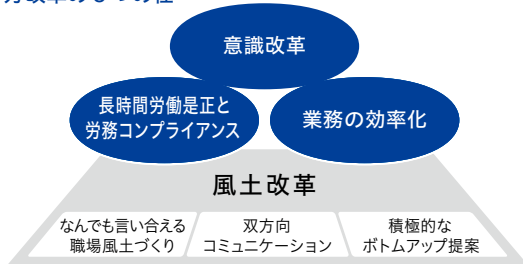 意識改革
長時間労働是正と
労務コンプライアンス
業務の効率化
風土改革
なんでも言い合える
職場風土づくり
双方向
コミュニケーション
積極的な
ボトムアップ提案